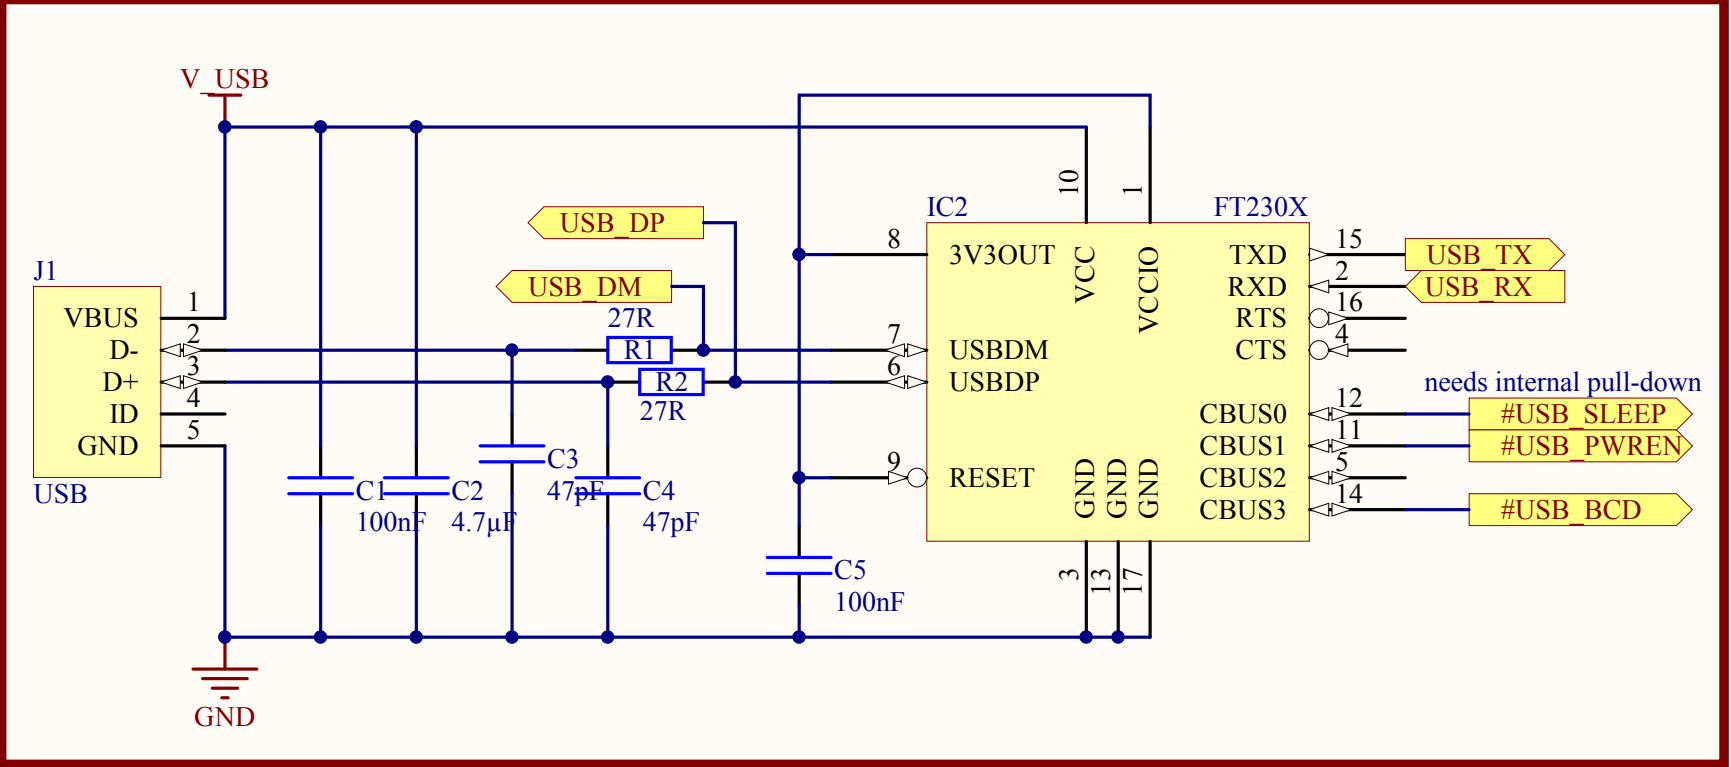 V_USB
J1
VBUS
D-
D+
ID
GND
1
2
3
4
5
USB
GND
C1
100nF
C2
4.7µF
C3
47pF
C4
47pF
USB_DP
USB_DM
27R
R1
R2
27R
C5
100nF
IC2
FT230X
10
1
8
7
6
9
3V3OUT
USBDM
USBDP
RESET
VCC
VCCIO
GND
GND
GND
3
13
17
TXD
RXD
RTS
CTS
CBUS0
CBUS1
CBUS2
CBUS3
15
2
16
4
12
11
5
14
USB_TX
USB_RX
needs internal pull-down
#USB_SLEEP
#USB_PWREN
#USB_BCD